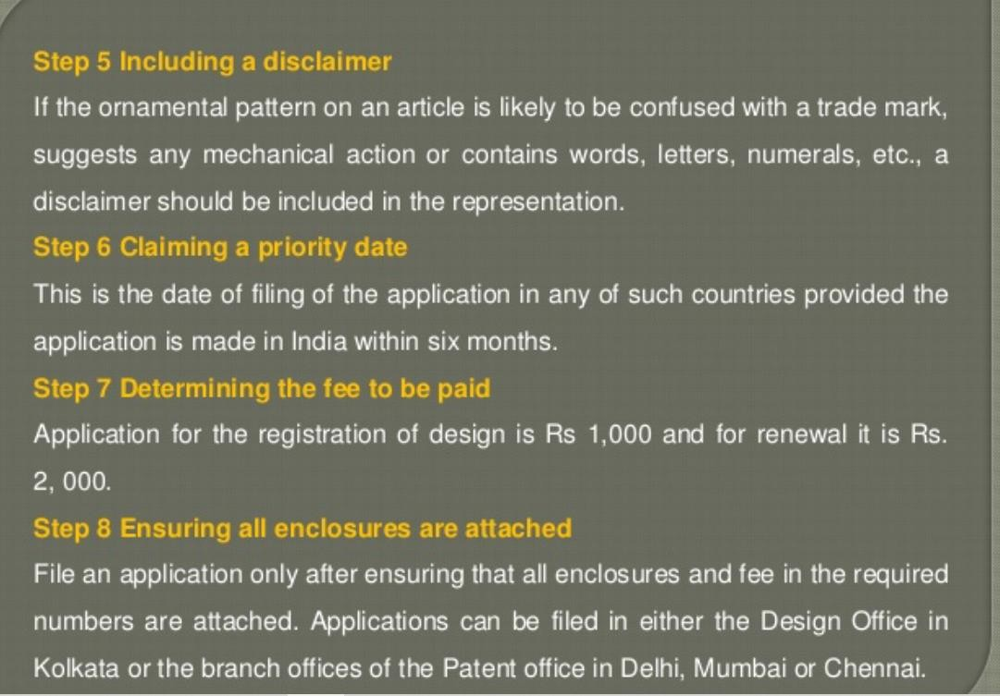 Step 5 Including a disclaimer
If the ornamental pattern on an article is likely to be confused with a trade mark,
suggests any mechanical action or contains words, letters, numerals, etc., a
disclaimer should be included in the representation.
Step 6 Claiming a priority date
This is the date of filing of the application in any of such countries provided the
application is made in India within six months.
Step 7 Determining the fee to be paid
Application for the registration of design is Rs 1,000 and for renewal it is Rs.
2, 000.
Step 8 Ensuring all enclosures are attached
File an application only after ensuring that all enclosures and fee in the required
numbers are attached. Applications can be filed in either the Design Office in
Kolkata or the branch offices of the Patent office in Delhi, Mumbai or Chennai.